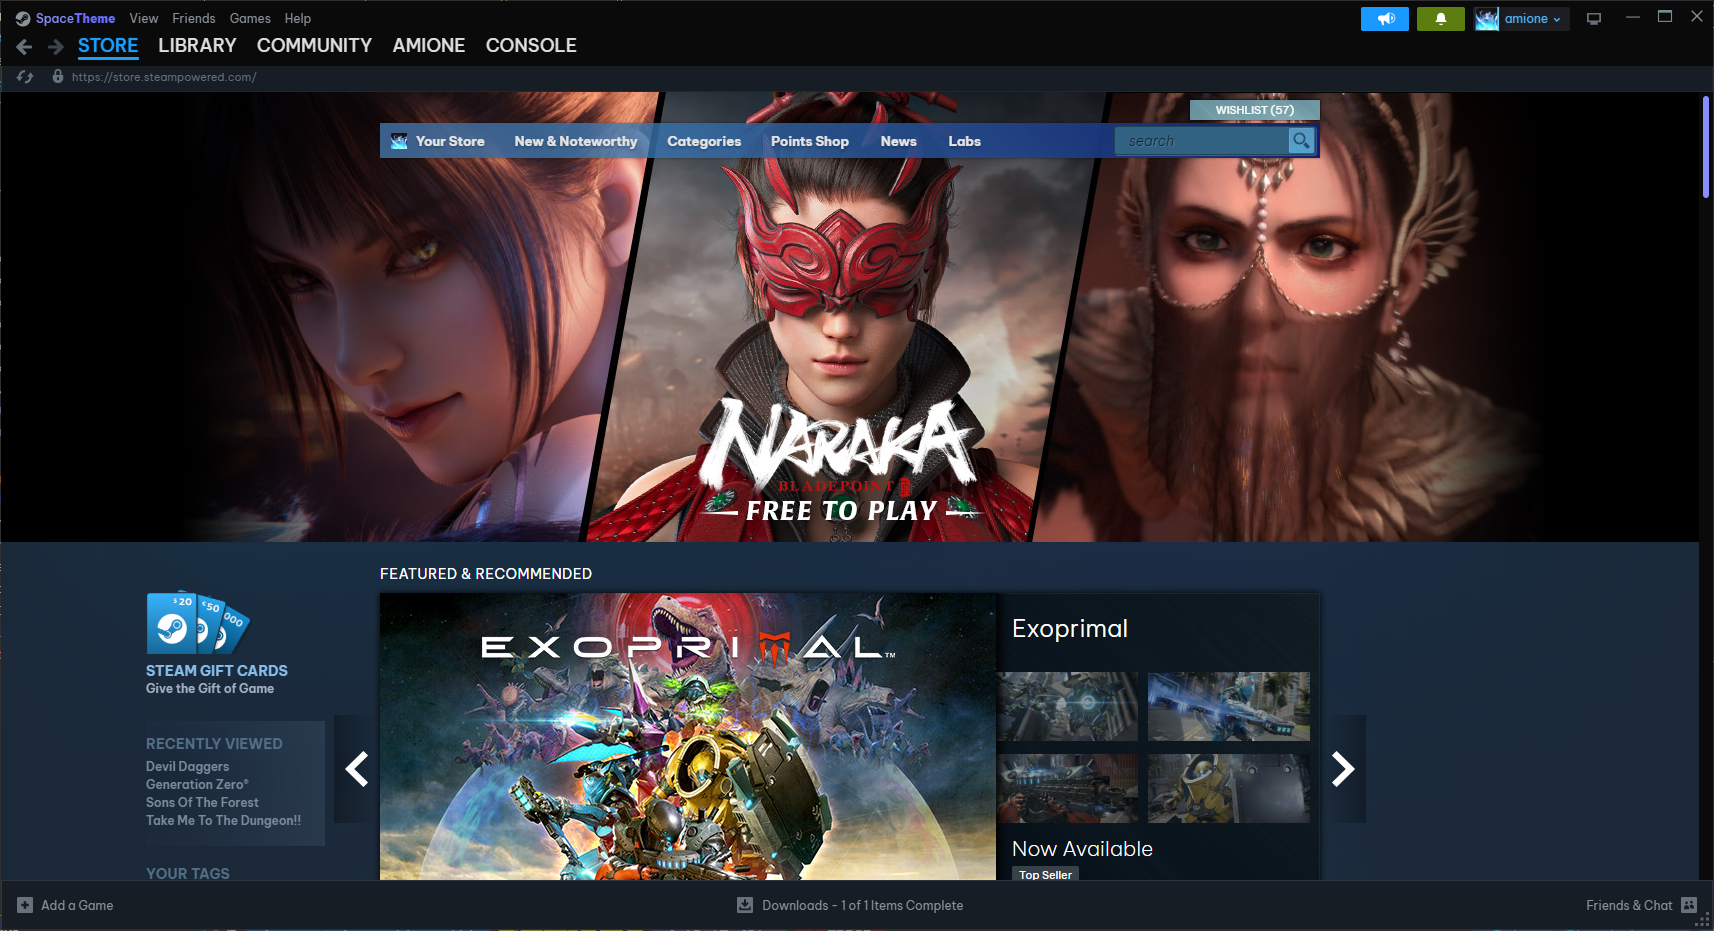 SpaceTheme View Friends Games Help
amione
STORE LIBRARY COMMUNITY AMIONE CONSOLE
https://store.steampowered.com/
WISHLIST (57)
Your Store New & Noteworthy Categories Points Shop News Labs
search
NARAKA
BLADEPOINT
FREE TO PLAY
FEATURED & RECOMMENDED
$20
€50
000
STEAM GIFT CARDS
Give the Gift of Game
RECENTLY VIEWED
Devil Daggers
Generation Zero®
Sons Of The Forest
Take Me To The Dungeon!!
YOUR TAGS
EXOPRIMAL™
Exoprimal
Now Available
Top Seller
Add a Game
Downloads - 1 of 1 Items Complete
Friends & Chat